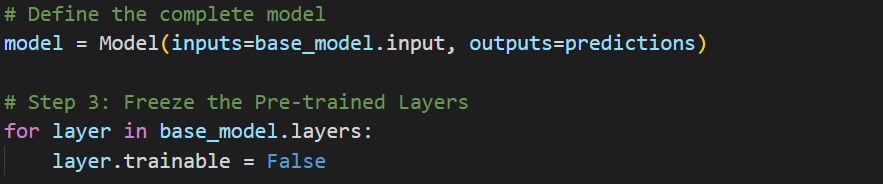 # Define the complete model
model = Model(inputs=base_model.input, outputs=predictions)
# Step 3: Freeze the Pre-trained Layers
for layer in base_model.layers:
    layer.trainable = False